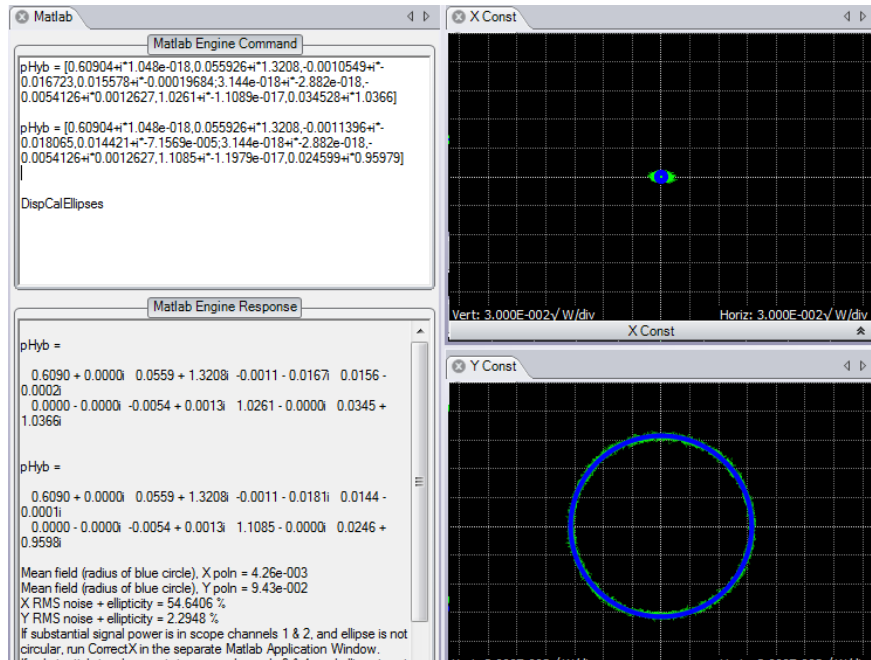 Matlab
Matlab Engine Command
pHyb = [0.60904+i*1.048e-018,0.055926+i*1.3208,-0.0010549+i*-
0.016723,0.015578+i*-0.00019684;3.144e-018+i*-2.882e-018,-
0.0054126+i*0.0012627,1.0261+i*-1.1089e-017,0.034528+i*1.0366]
pHyb = [0.60904+i*1.048e-018,0.055926+i*1.3208,-0.0011396+i*-
0.018065,0.014421+i*-7.1569e-005;3.144e-018+i*-2.882e-018,-
0.0054126+i*0.0012627,1.1085+i*-1.1979e-017,0.024599+i*0.95979]
DispCalEllipses
Matlab Engine Response
pHyb =
0.6090 + 0.0000i 0.0559 + 1.3208i -0.0011 - 0.0167i 0.0156 -
0.0002i
0.0000 - 0.0000i -0.0054 + 0.0013i 1.0261 - 0.0000i 0.0345 +
1.0366i
pHyb =
0.6090 + 0.0000i 0.0559 + 1.3208i -0.0011 - 0.0181i 0.0144 -
0.0001i
0.0000 - 0.0000i -0.0054 + 0.0013i 1.1085 - 0.0000i 0.0246 +
0.9598i
Mean field (radius of blue circle), X poln = 4.26e-003
Mean field (radius of blue circle), Y poln = 9.43e-002
X RMS noise + ellipticity = 54.6406 %
Y RMS noise + ellipticity = 2.2948 %
If substantial signal power is in scope channels 1 & 2, and ellipse is not
circular, run CorrectX in the separate Matlab Application Window.
X Const
Vert: 3.000E-002√ W/div
Horiz: 3.000E-002√ W/div
X Const
Y Const